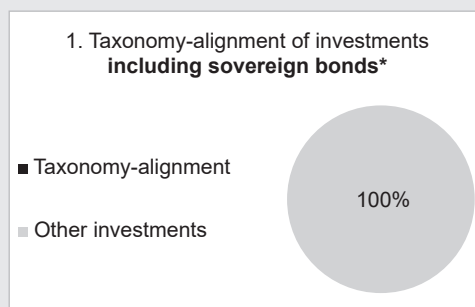 1. Taxonomy-alignment of investments
including sovereign bonds*
Taxonomy-alignment
100%
Other investments